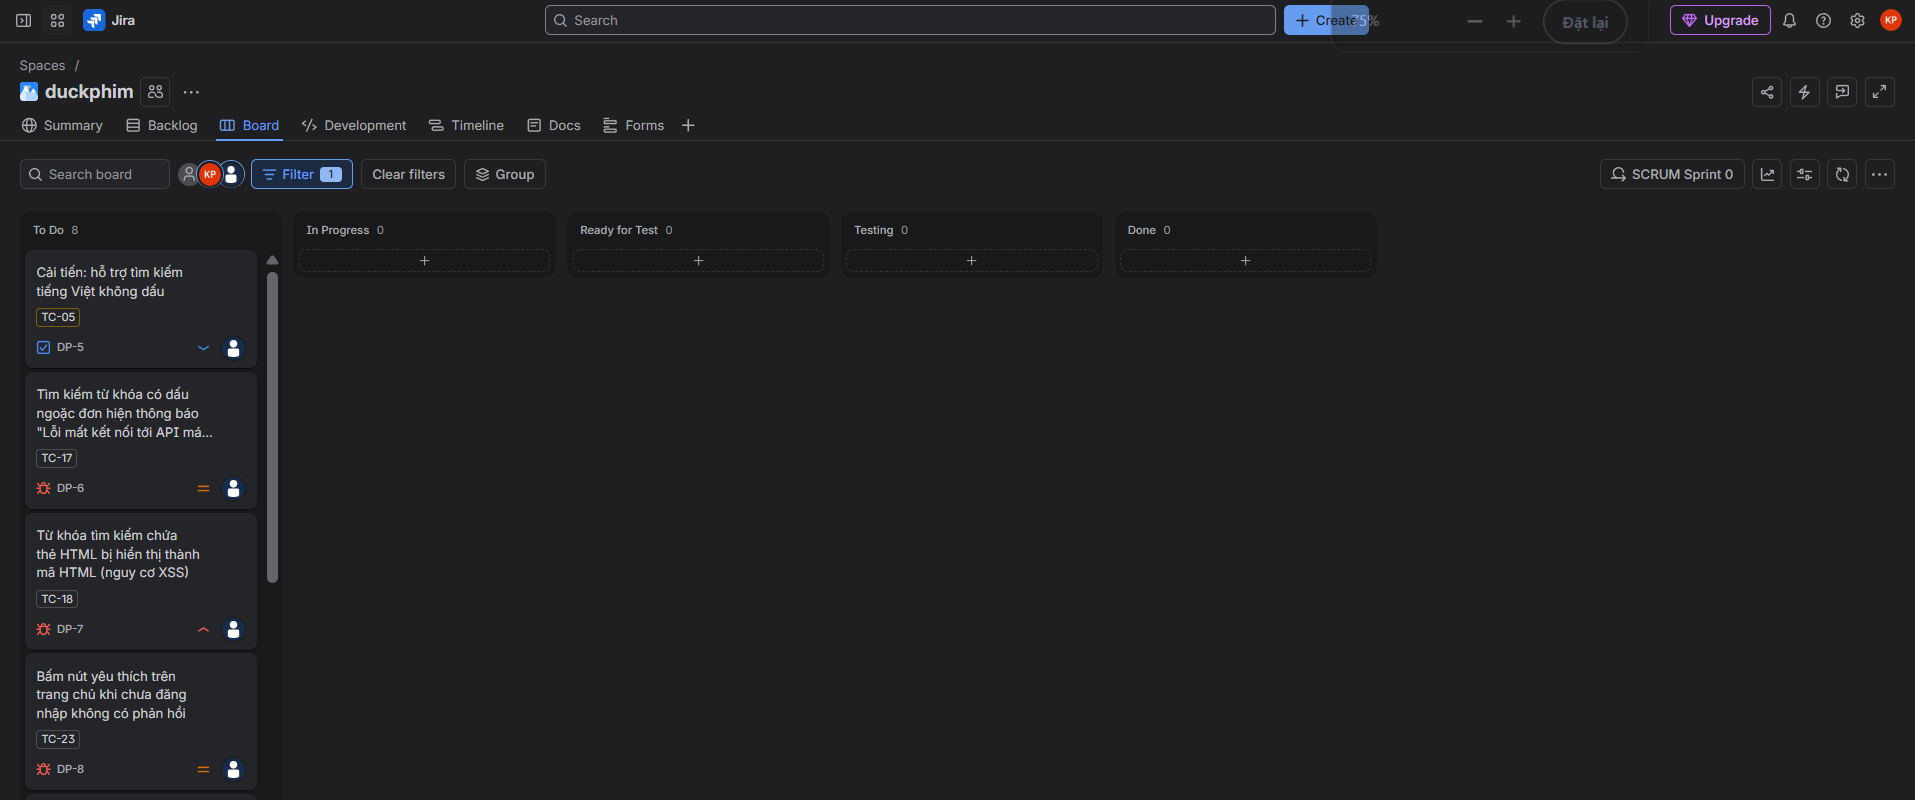 Jira
Search
+ Create
75%
Đặt lại
Upgrade
KP
Spaces /
duckphim
Summary
Backlog
Board
Development
Timeline
Docs
Forms
Search board
KP
Filter 1
Clear filters
Group
SCRUM Sprint 0
To Do 8
In Progress 0
Ready for Test 0
Testing 0
Done 0
Cải tiến: hỗ trợ tìm kiếm
tiếng Việt không dấu
TC-05
DP-5
Tìm kiếm từ khóa có dấu
ngoặc đơn hiện thông báo
"Lỗi mất kết nối tới API má...
TC-17
DP-6
Từ khóa tìm kiếm chứa
thẻ HTML bị hiển thị thành
mã HTML (nguy cơ XSS)
TC-18
DP-7
Bấm nút yêu thích trên
trang chủ khi chưa đăng
nhập không có phản hồi
TC-23
DP-8